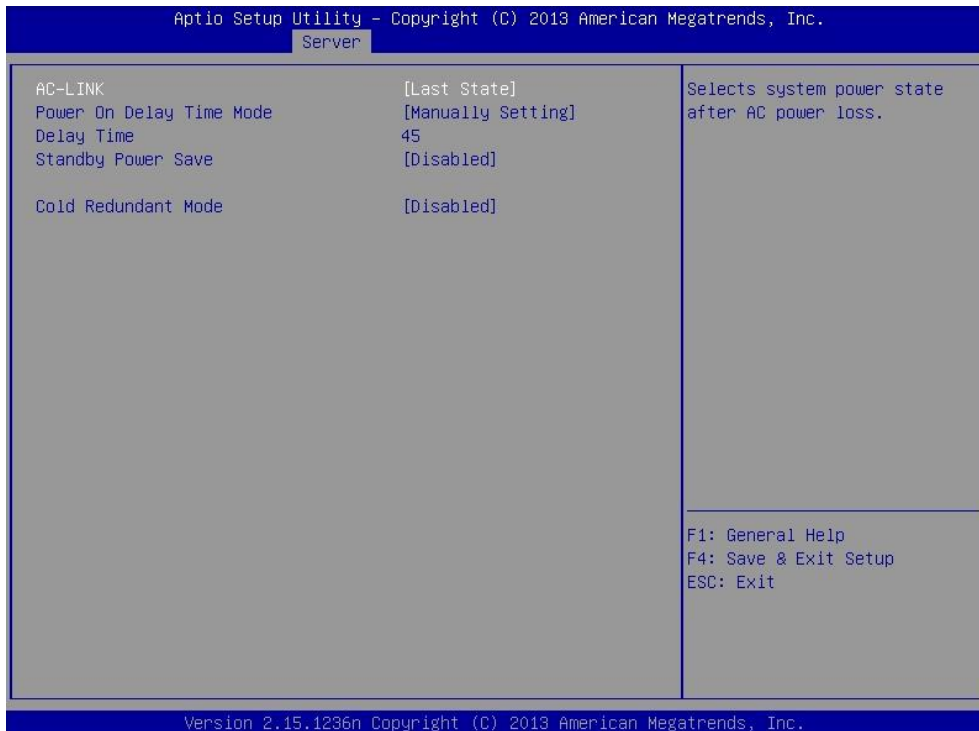 Aptio Setup Utility – Copyright (C) 2013 American Megatrends, Inc.
Server
AC-LINK [Last State]
Power On Delay Time Mode [Manually Setting]
Delay Time 45
Standby Power Save [Disabled]
Cold Redundant Mode [Disabled]
Selects system power state
after AC power loss.
F1: General Help
F4: Save & Exit Setup
ESC: Exit
Version 2.15.1236n Copyright (C) 2013 American Megatrends, Inc.